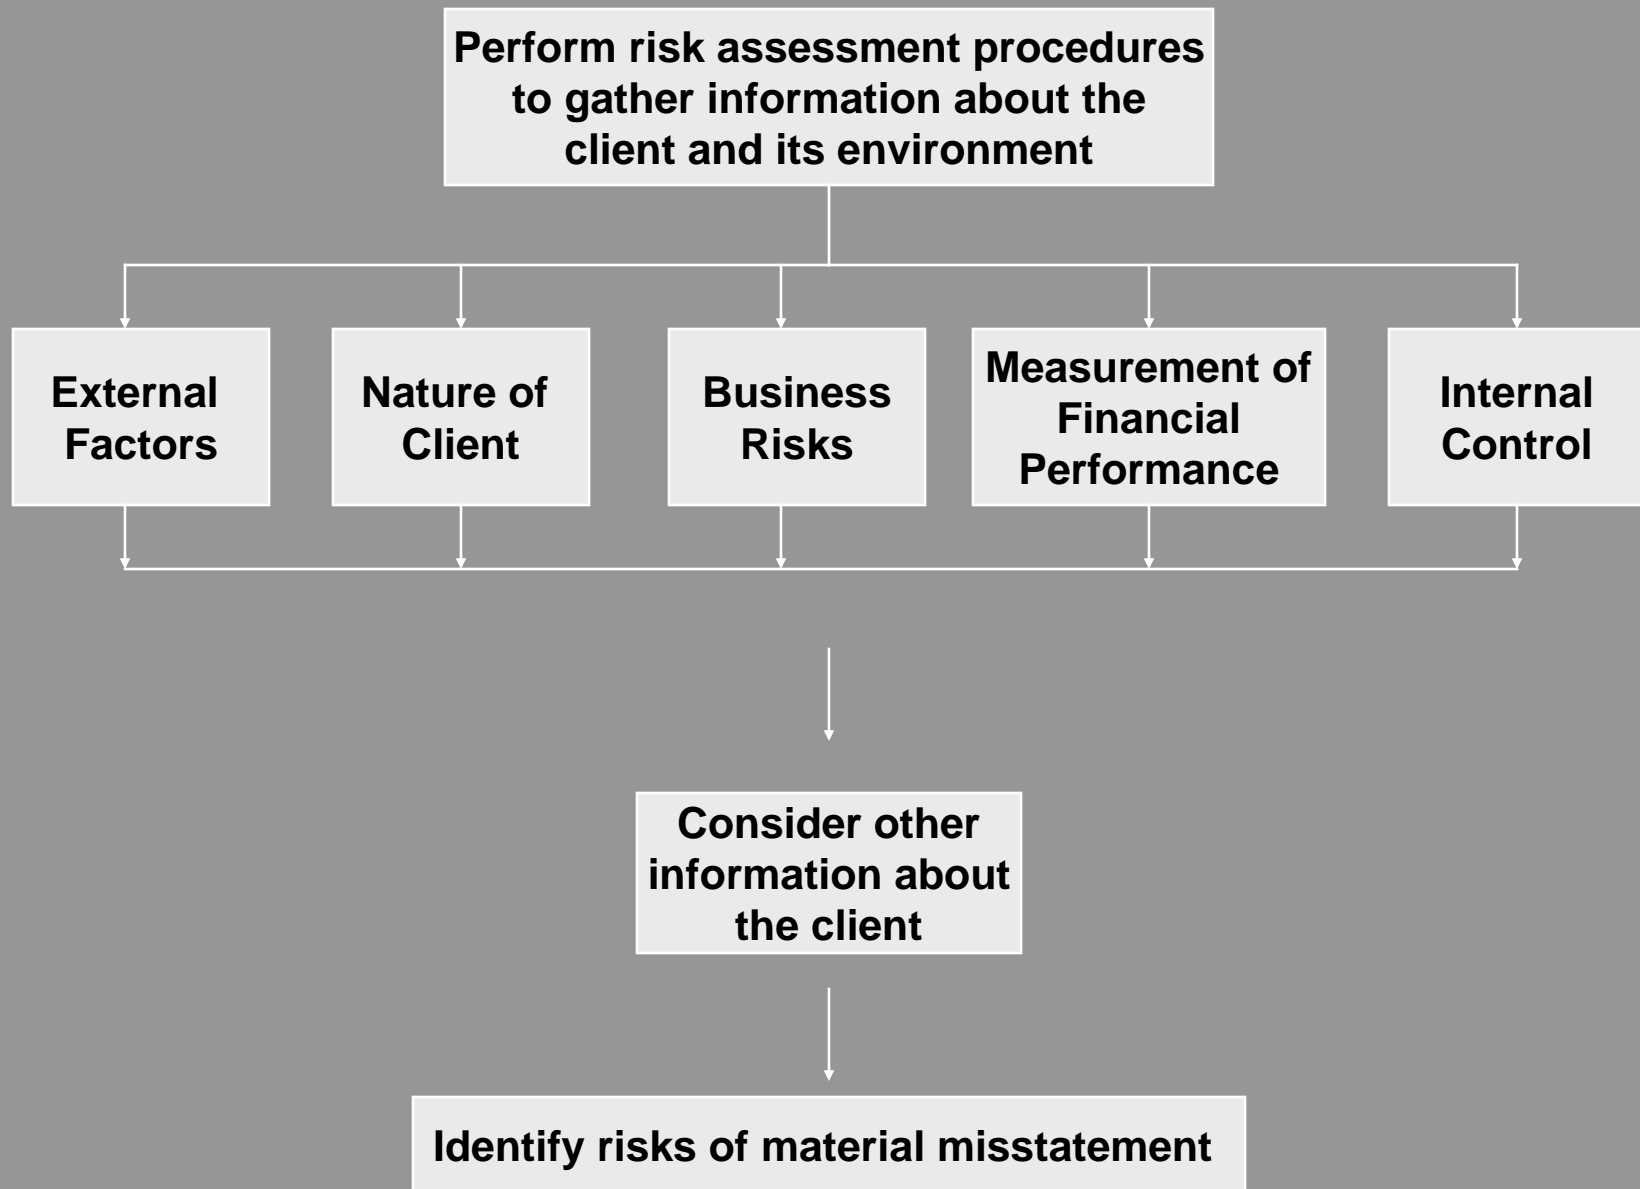 Perform risk assessment procedures
to gather information about the
client and its environment
External
Factors
Nature of
Client
Business
Risks
Measurement of
Financial
Performance
Internal
Control
Consider other
information about
the client
Identify risks of material misstatement